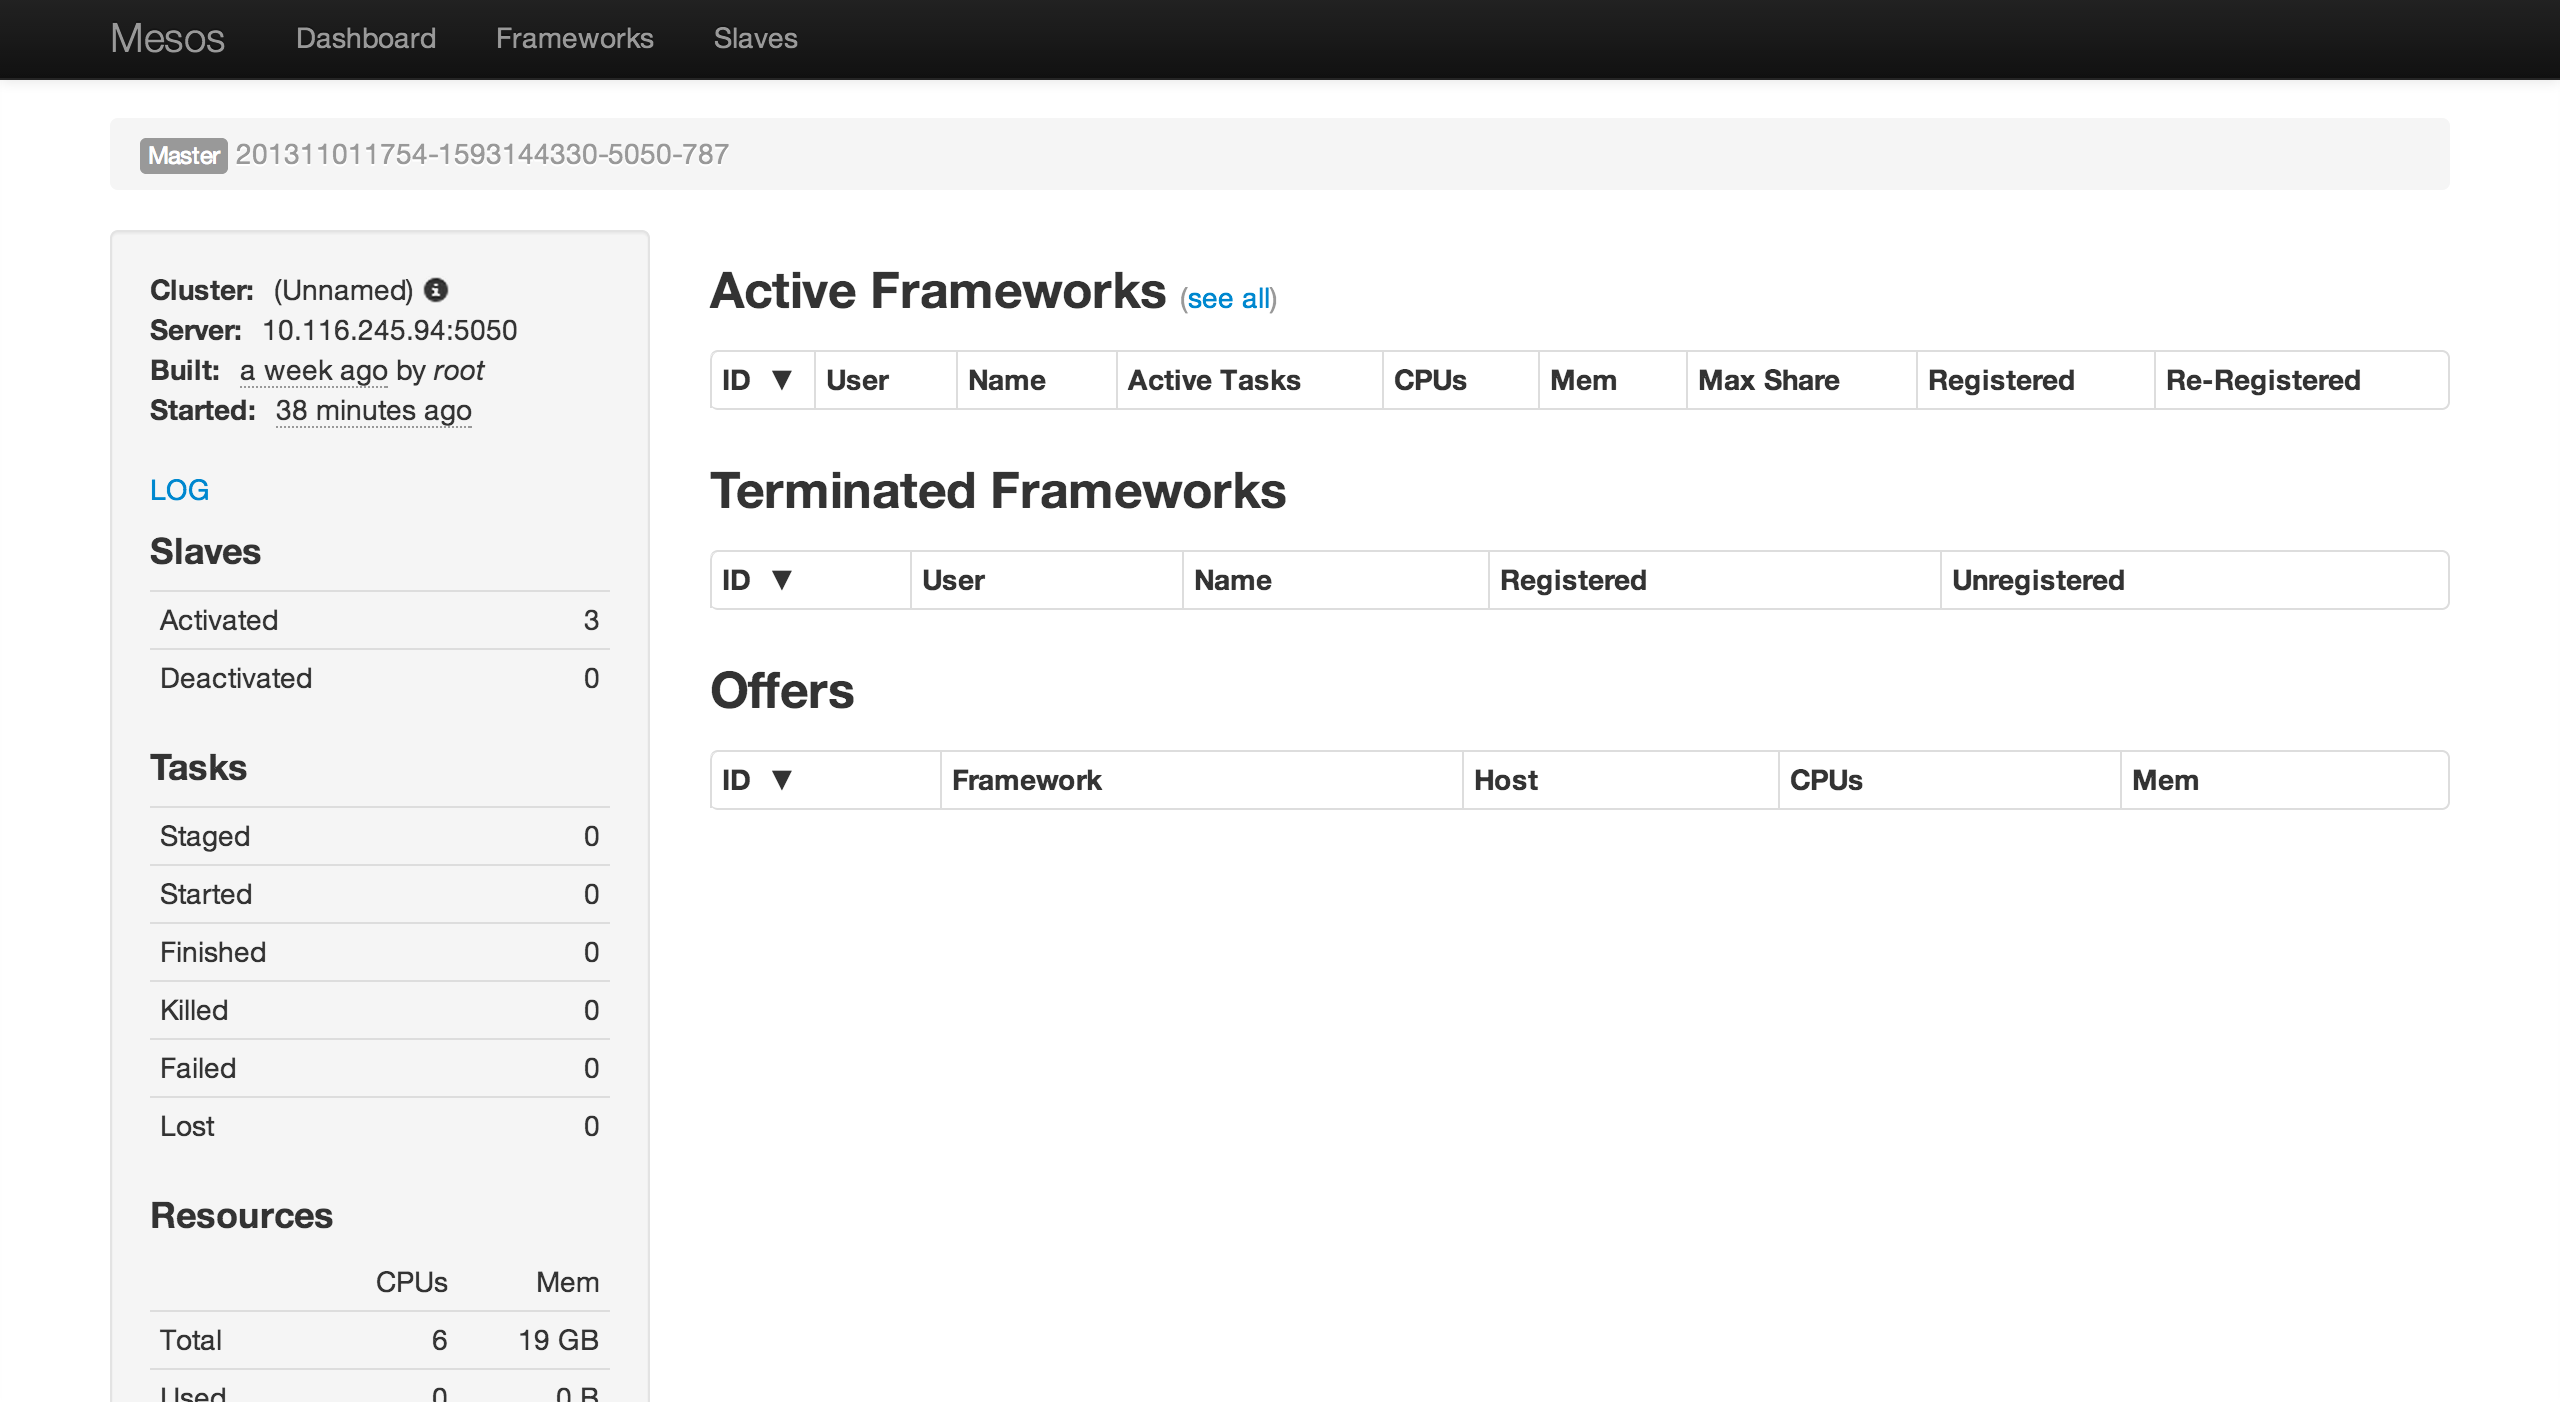 Mesos Dashboard Frameworks Slaves
Master 201311011754-1593144330-5050-787
Cluster: (Unnamed)
Server: 10.116.245.94:5050
Built: a week ago by root
Started: 38 minutes ago
LOG
Slaves
Activated 3
Deactivated 0
Tasks
Staged 0
Started 0
Finished 0
Killed 0
Failed 0
Lost 0
Resources
CPUs Mem
Total 6 19 GB
Used 0 0 B
Active Frameworks (see all)
ID ▼ User Name Active Tasks CPUs Mem Max Share Registered Re-Registered
Terminated Frameworks
ID ▼ User Name Registered Unregistered
Offers
ID ▼ Framework Host CPUs Mem